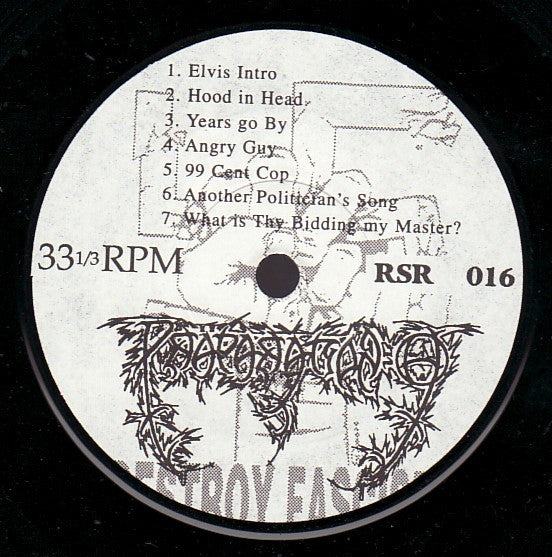 1. Elvis Intro
2. Hood in Head
3. Years go By
4. Angry Guy
5. 99 Cent Cop
6. Another Politician's Song
7. What is Thy Bidding my Master?
33 1/3 RPM
RSR 016
DESTROY